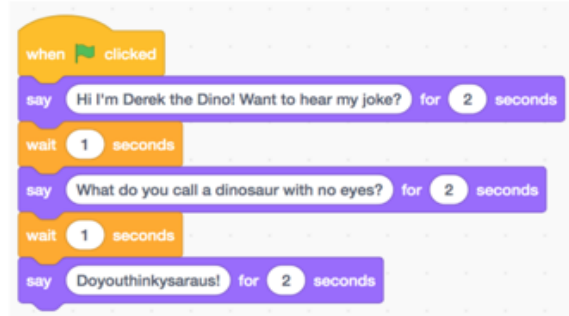 when clicked
say Hi I'm Derek the Dino! Want to hear my joke? for 2 seconds
wait 1 seconds
say What do you call a dinosaur with no eyes? for 2 seconds
wait 1 seconds
say Doyouthinkysaraus! for 2 seconds